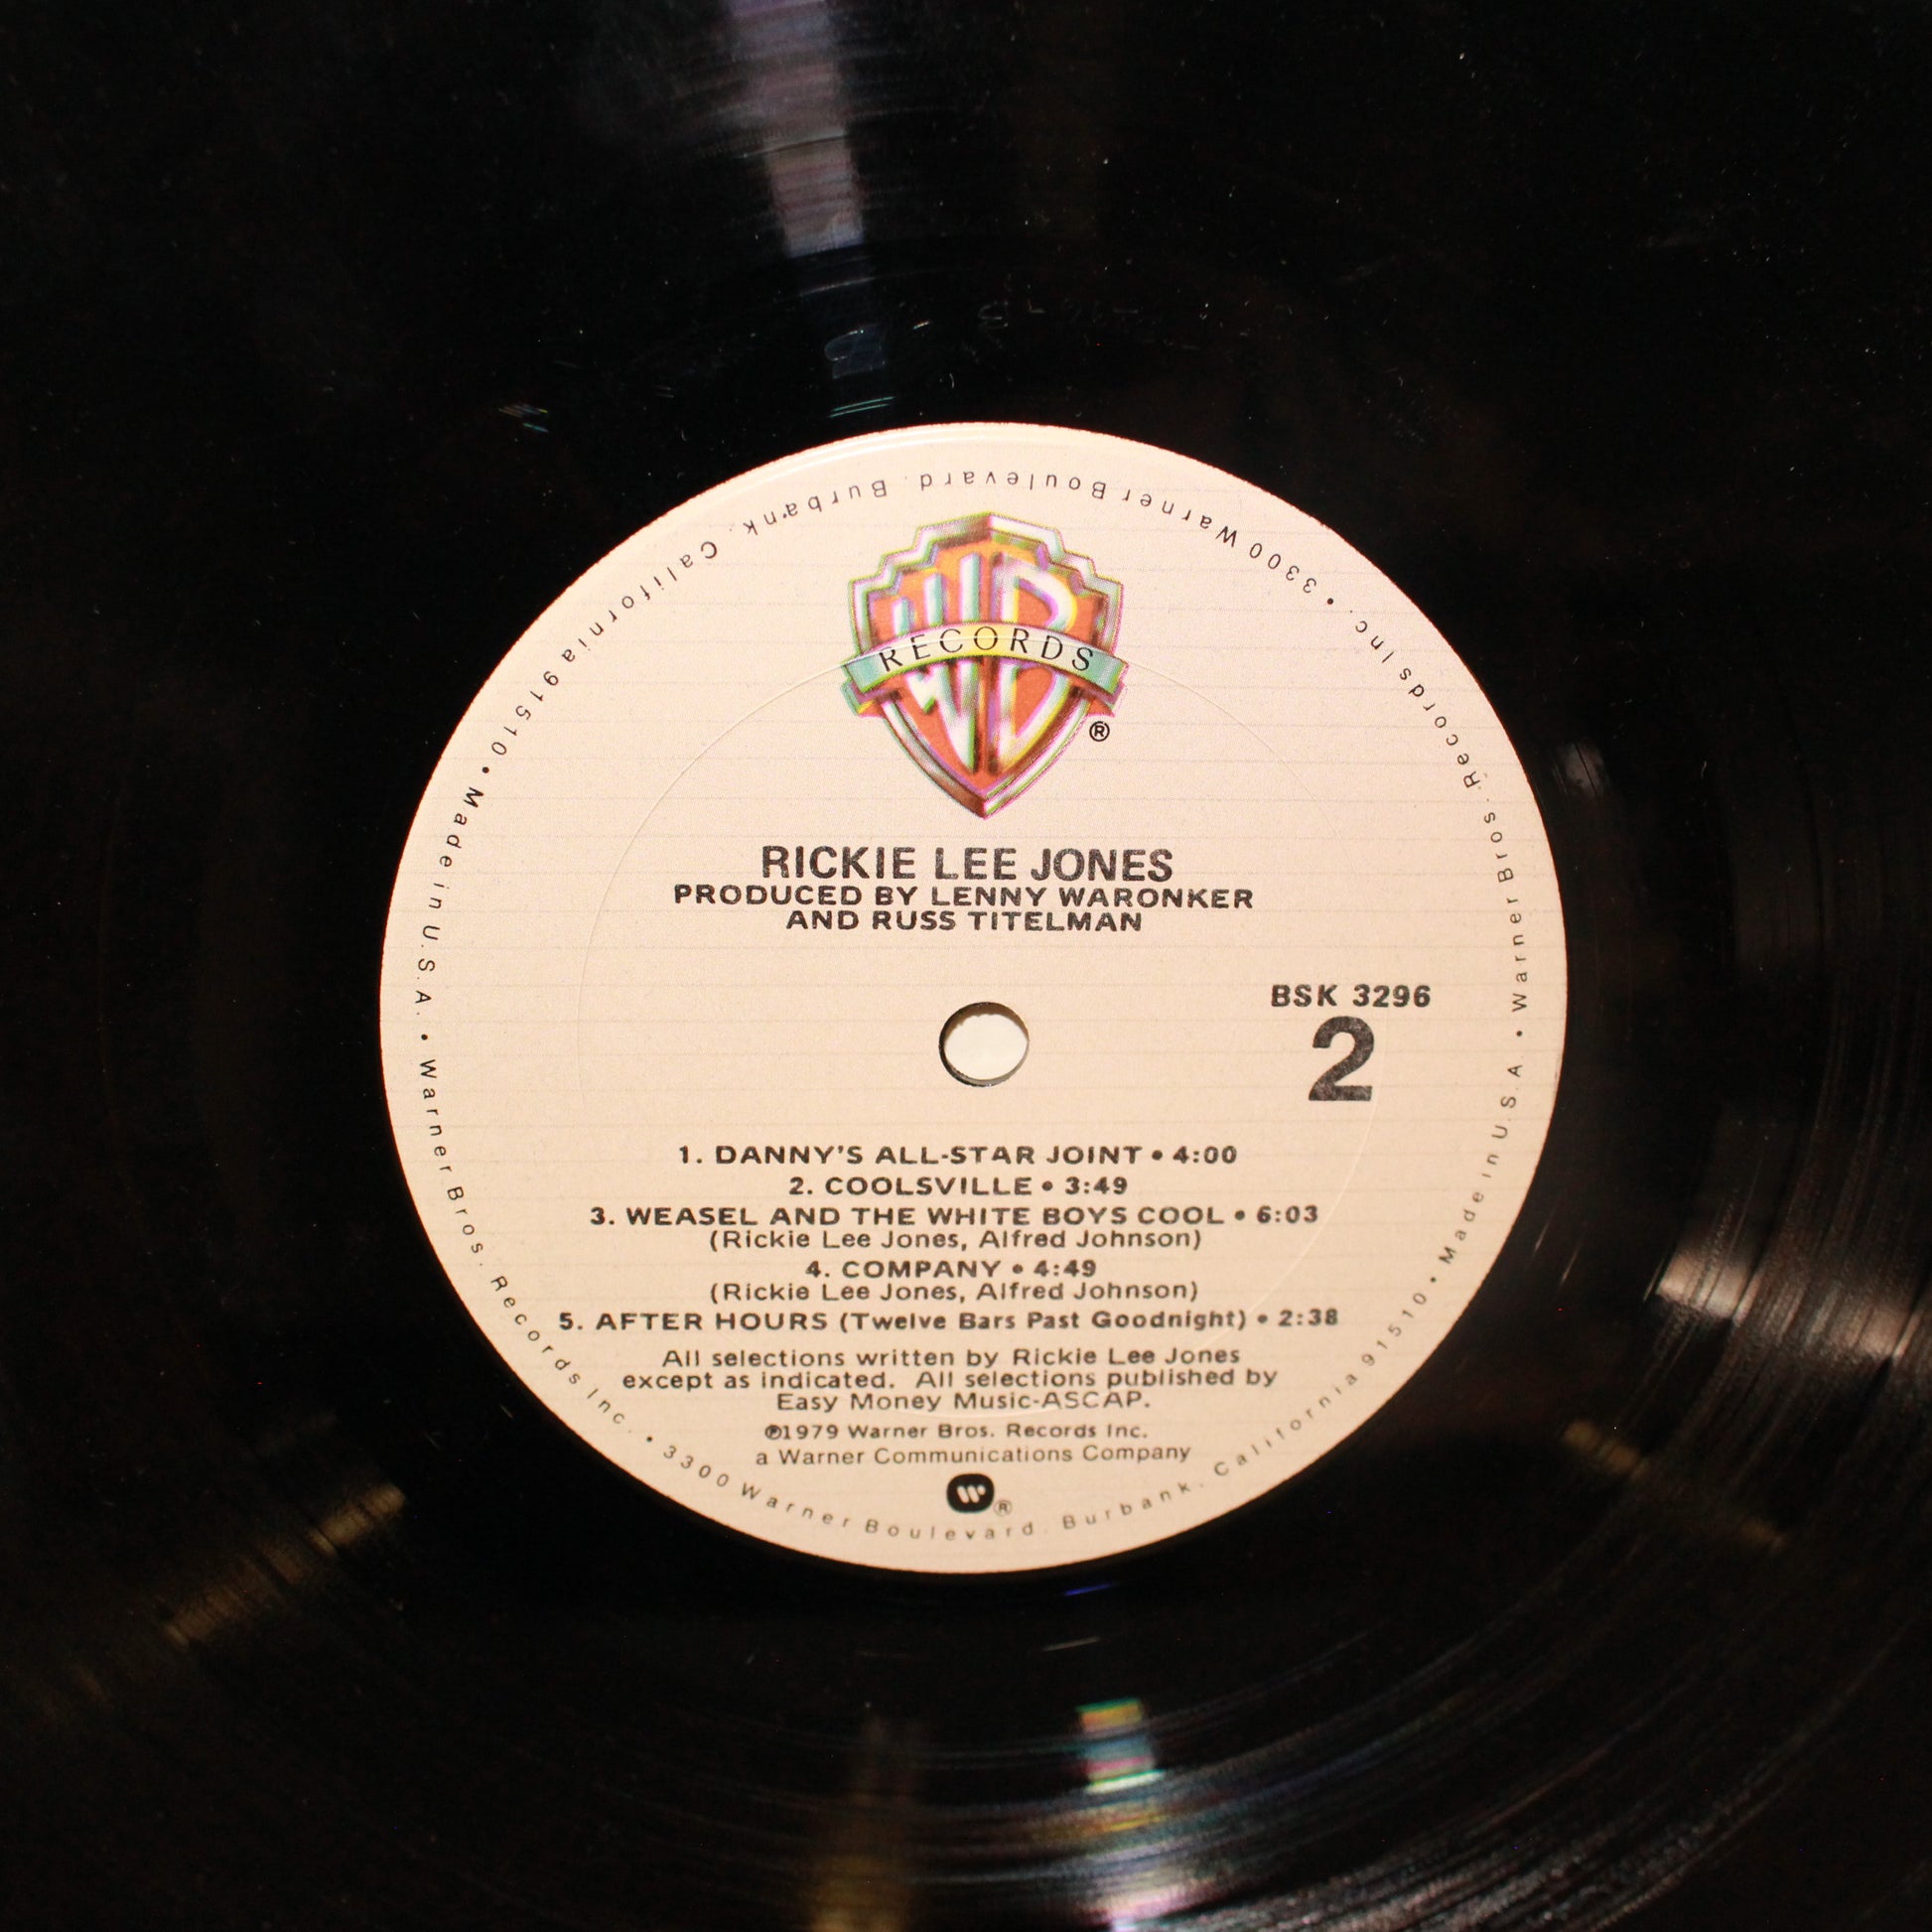 WB
RECORDS
®
RICKIE LEE JONES
PRODUCED BY LENNY WARONKER
AND RUSS TITELMAN
BSK 3296
2
1. DANNY'S ALL-STAR JOINT • 4:00
2. COOLSVILLE • 3:49
3. WEASEL AND THE WHITE BOYS COOL • 6:03
(Rickie Lee Jones, Alfred Johnson)
4. COMPANY • 4:49
(Rickie Lee Jones, Alfred Johnson)
5. AFTER HOURS (Twelve Bars Past Goodnight) • 2:38
All selections written by Rickie Lee Jones
except as indicated. All selections published by
Easy Money Music-ASCAP.
℗1979 Warner Bros. Records Inc.
a Warner Communications Company
®
Warner Bros. Records Inc. • 3300 Warner Boulevard. Burbank. California 91510 • Made in U.S.A. • Warner Bros. Records Inc. • 3300 Warner Boulevard. Burbank. California 91510 • Made in U.S.A •